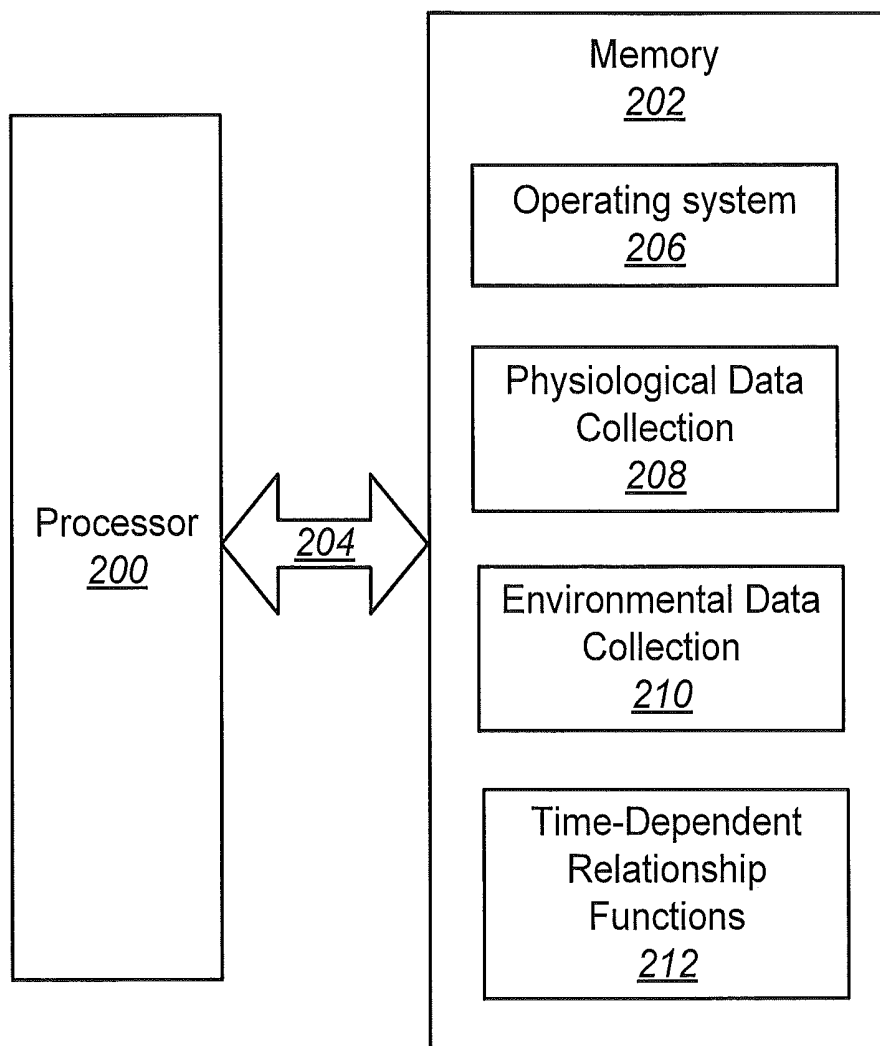 Memory
202
Operating system
206
Physiological Data
Collection
208
Processor
200
204
Environmental Data
Collection
210
Time-Dependent
Relationship
Functions
212